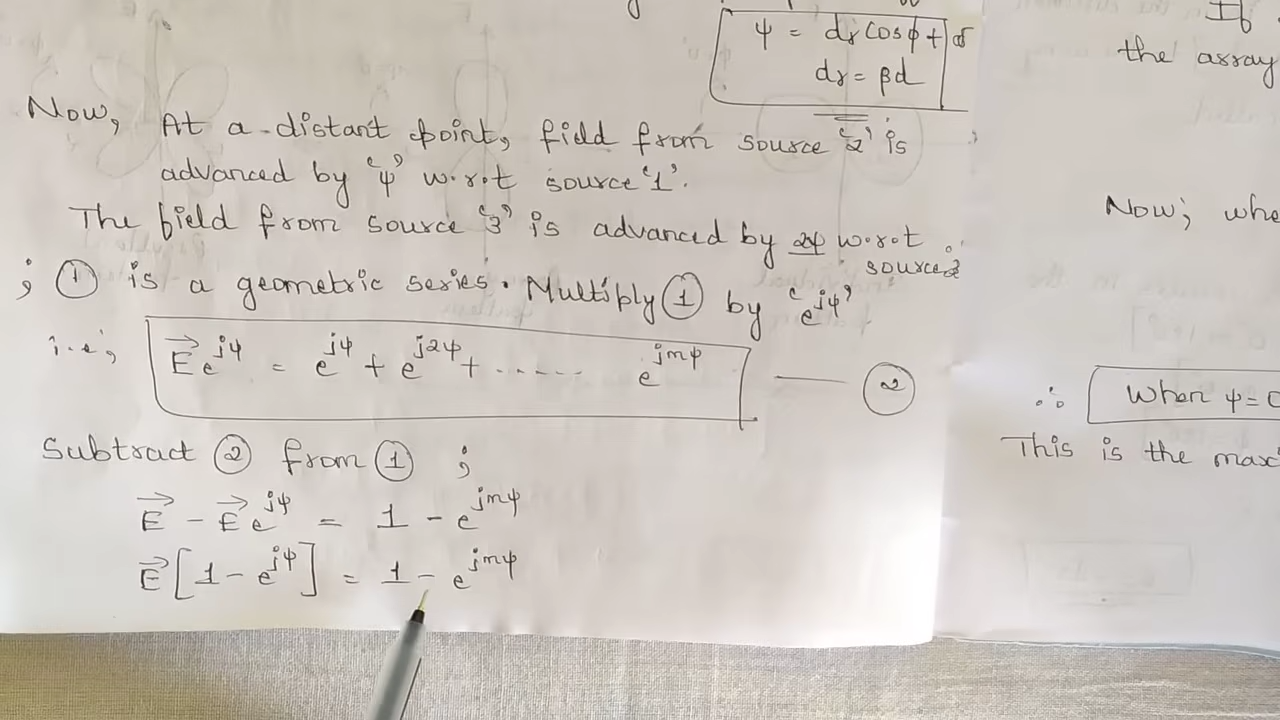 ψ = dr cosφ + δ
dr = βd
Now, At a distant point, field from source '2' is
advanced by 'ψ' w.r.t source '1'.
The field from source '3' is advanced by 2ψ w.r.t
source 2
; ① is a geometric series. Multiply ① by 'e^{jψ}'
i.e; E⃗e^{jψ} = e^{jψ} + e^{j2ψ} + ...... e^{jnψ} — ②
Subtract ② from ① ;
E⃗ - E⃗e^{jψ} = 1 - e^{jnψ}
E⃗[1 - e^{jψ}] = 1 - e^{jnψ}
If
the array
Now; whe
∴ When ψ = 0
This is the max